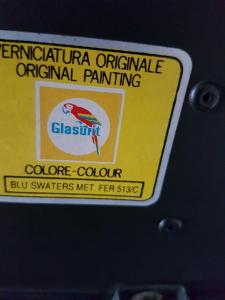 VERNICIATURA ORIGINALE
ORIGINAL PAINTING
Glasurit
COLORE-COLOUR
BLU SWATERS MET. FER 513/C